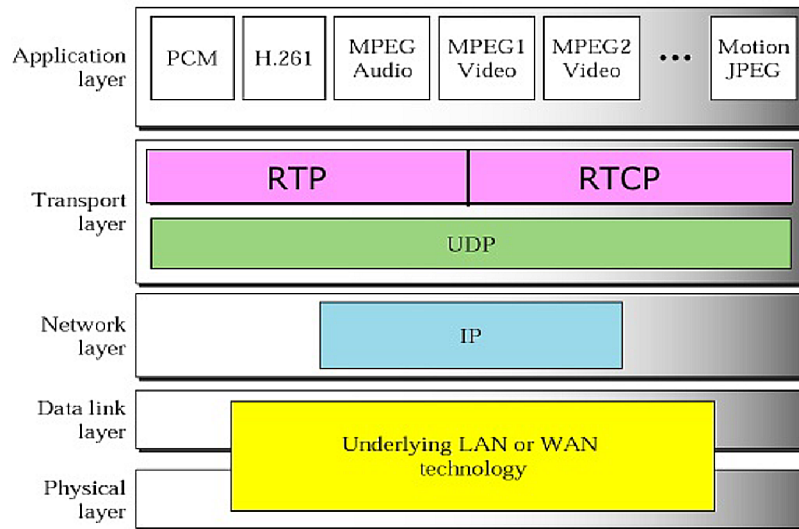 Application
layer
PCM
H.261
MPEG
Audio
MPEG1
Video
MPEG2
Video
...
Motion
JPEG
Transport
layer
RTP
RTCP
UDP
Network
layer
IP
Data link
layer
Underlying LAN or WAN
technology
Physical
layer